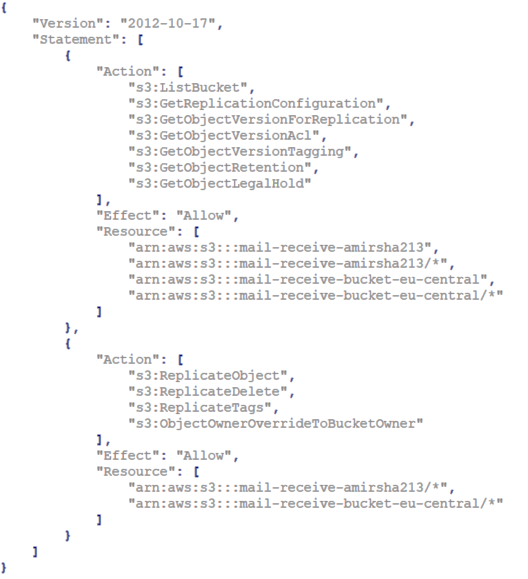 {
    "Version": "2012-10-17",
    "Statement": [
        {
            "Action": [
                "s3:ListBucket",
                "s3:GetReplicationConfiguration",
                "s3:GetObjectVersionForReplication",
                "s3:GetObjectVersionAcl",
                "s3:GetObjectVersionTagging",
                "s3:GetObjectRetention",
                "s3:GetObjectLegalHold"
            ],
            "Effect": "Allow",
            "Resource": [
                "arn:aws:s3:::mail-receive-amirsha213",
                "arn:aws:s3:::mail-receive-amirsha213/*",
                "arn:aws:s3:::mail-receive-bucket-eu-central",
                "arn:aws:s3:::mail-receive-bucket-eu-central/*"
            ]
        },
        {
            "Action": [
                "s3:ReplicateObject",
                "s3:ReplicateDelete",
                "s3:ReplicateTags",
                "s3:ObjectOwnerOverrideToBucketOwner"
            ],
            "Effect": "Allow",
            "Resource": [
                "arn:aws:s3:::mail-receive-amirsha213/*",
                "arn:aws:s3:::mail-receive-bucket-eu-central/*"
            ]
        }
    ]
}